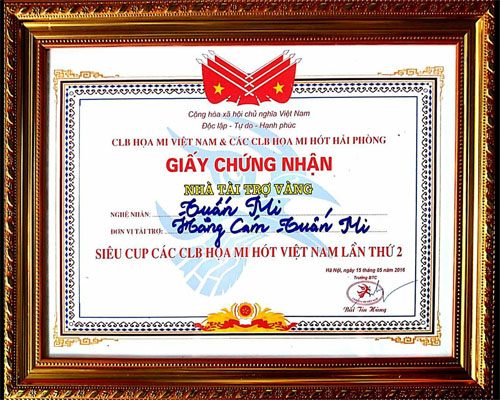 Cộng hòa xã hội chủ nghĩa Việt Nam
Độc lập - Tự do - Hạnh phúc
CLB HỌA MI VIỆT NAM & CÁC CLB HỌA MI HÓT HẢI PHÒNG
GIẤY CHỨNG NHẬN
NHÀ TÀI TRỢ VÀNG
NGHỆ NHÂN: Tuấn Mi
ĐƠN VỊ TÀI TRỢ: Hãng Cám Tuấn Mi
SIÊU CUP CÁC CLB HỌA MI HÓT VIỆT NAM LẦN THỨ 2
Hà Nội, ngày 15 tháng 05 năm 2016
Trưởng BTC
Bùi Tín Hùng